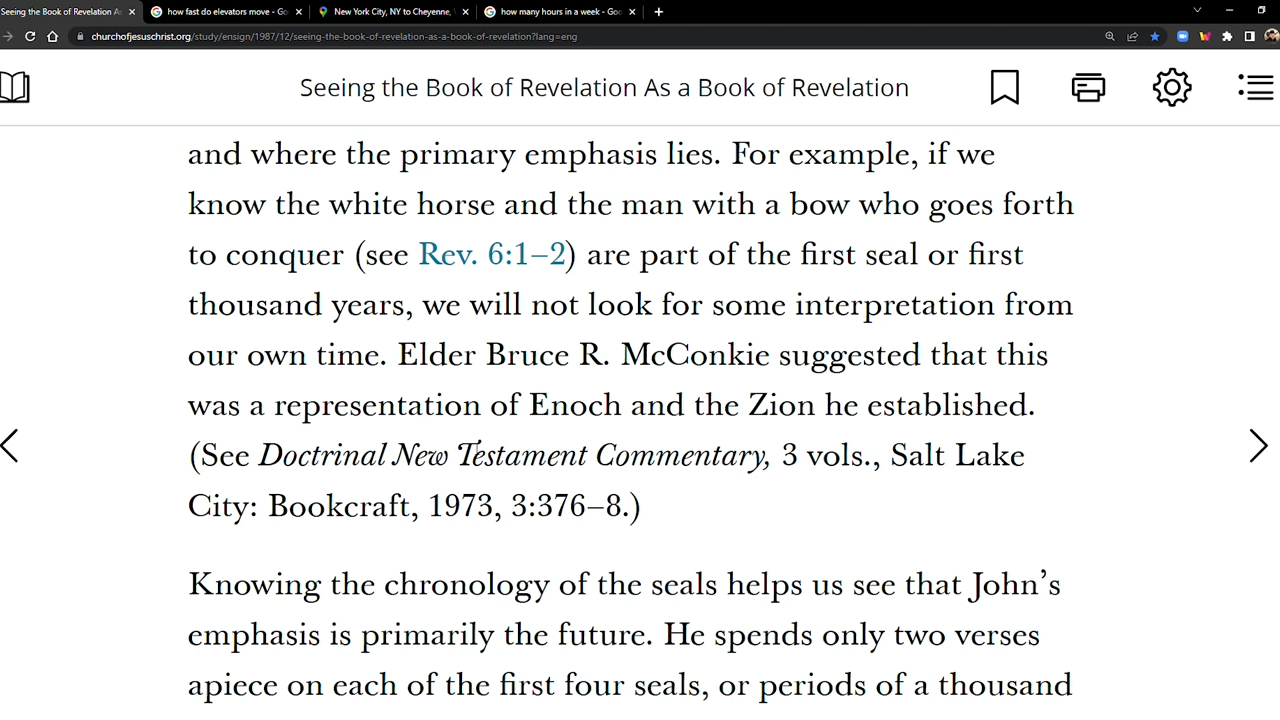 Seeing the Book of Revelation As
how fast do elevators move - Go
New York City, NY to Cheyenne,
how many hours in a week - Goo
churchofjesuschrist.org/study/ensign/1987/12/seeing-the-book-of-revelation-as-a-book-of-revelation?lang=eng
Seeing the Book of Revelation As a Book of Revelation
and where the primary emphasis lies. For example, if we
know the white horse and the man with a bow who goes forth
to conquer (see Rev. 6:1–2) are part of the first seal or first
thousand years, we will not look for some interpretation from
our own time. Elder Bruce R. McConkie suggested that this
was a representation of Enoch and the Zion he established.
(See Doctrinal New Testament Commentary, 3 vols., Salt Lake
City: Bookcraft, 1973, 3:376–8.)
Knowing the chronology of the seals helps us see that John’s
emphasis is primarily the future. He spends only two verses
apiece on each of the first four seals, or periods of a thousand